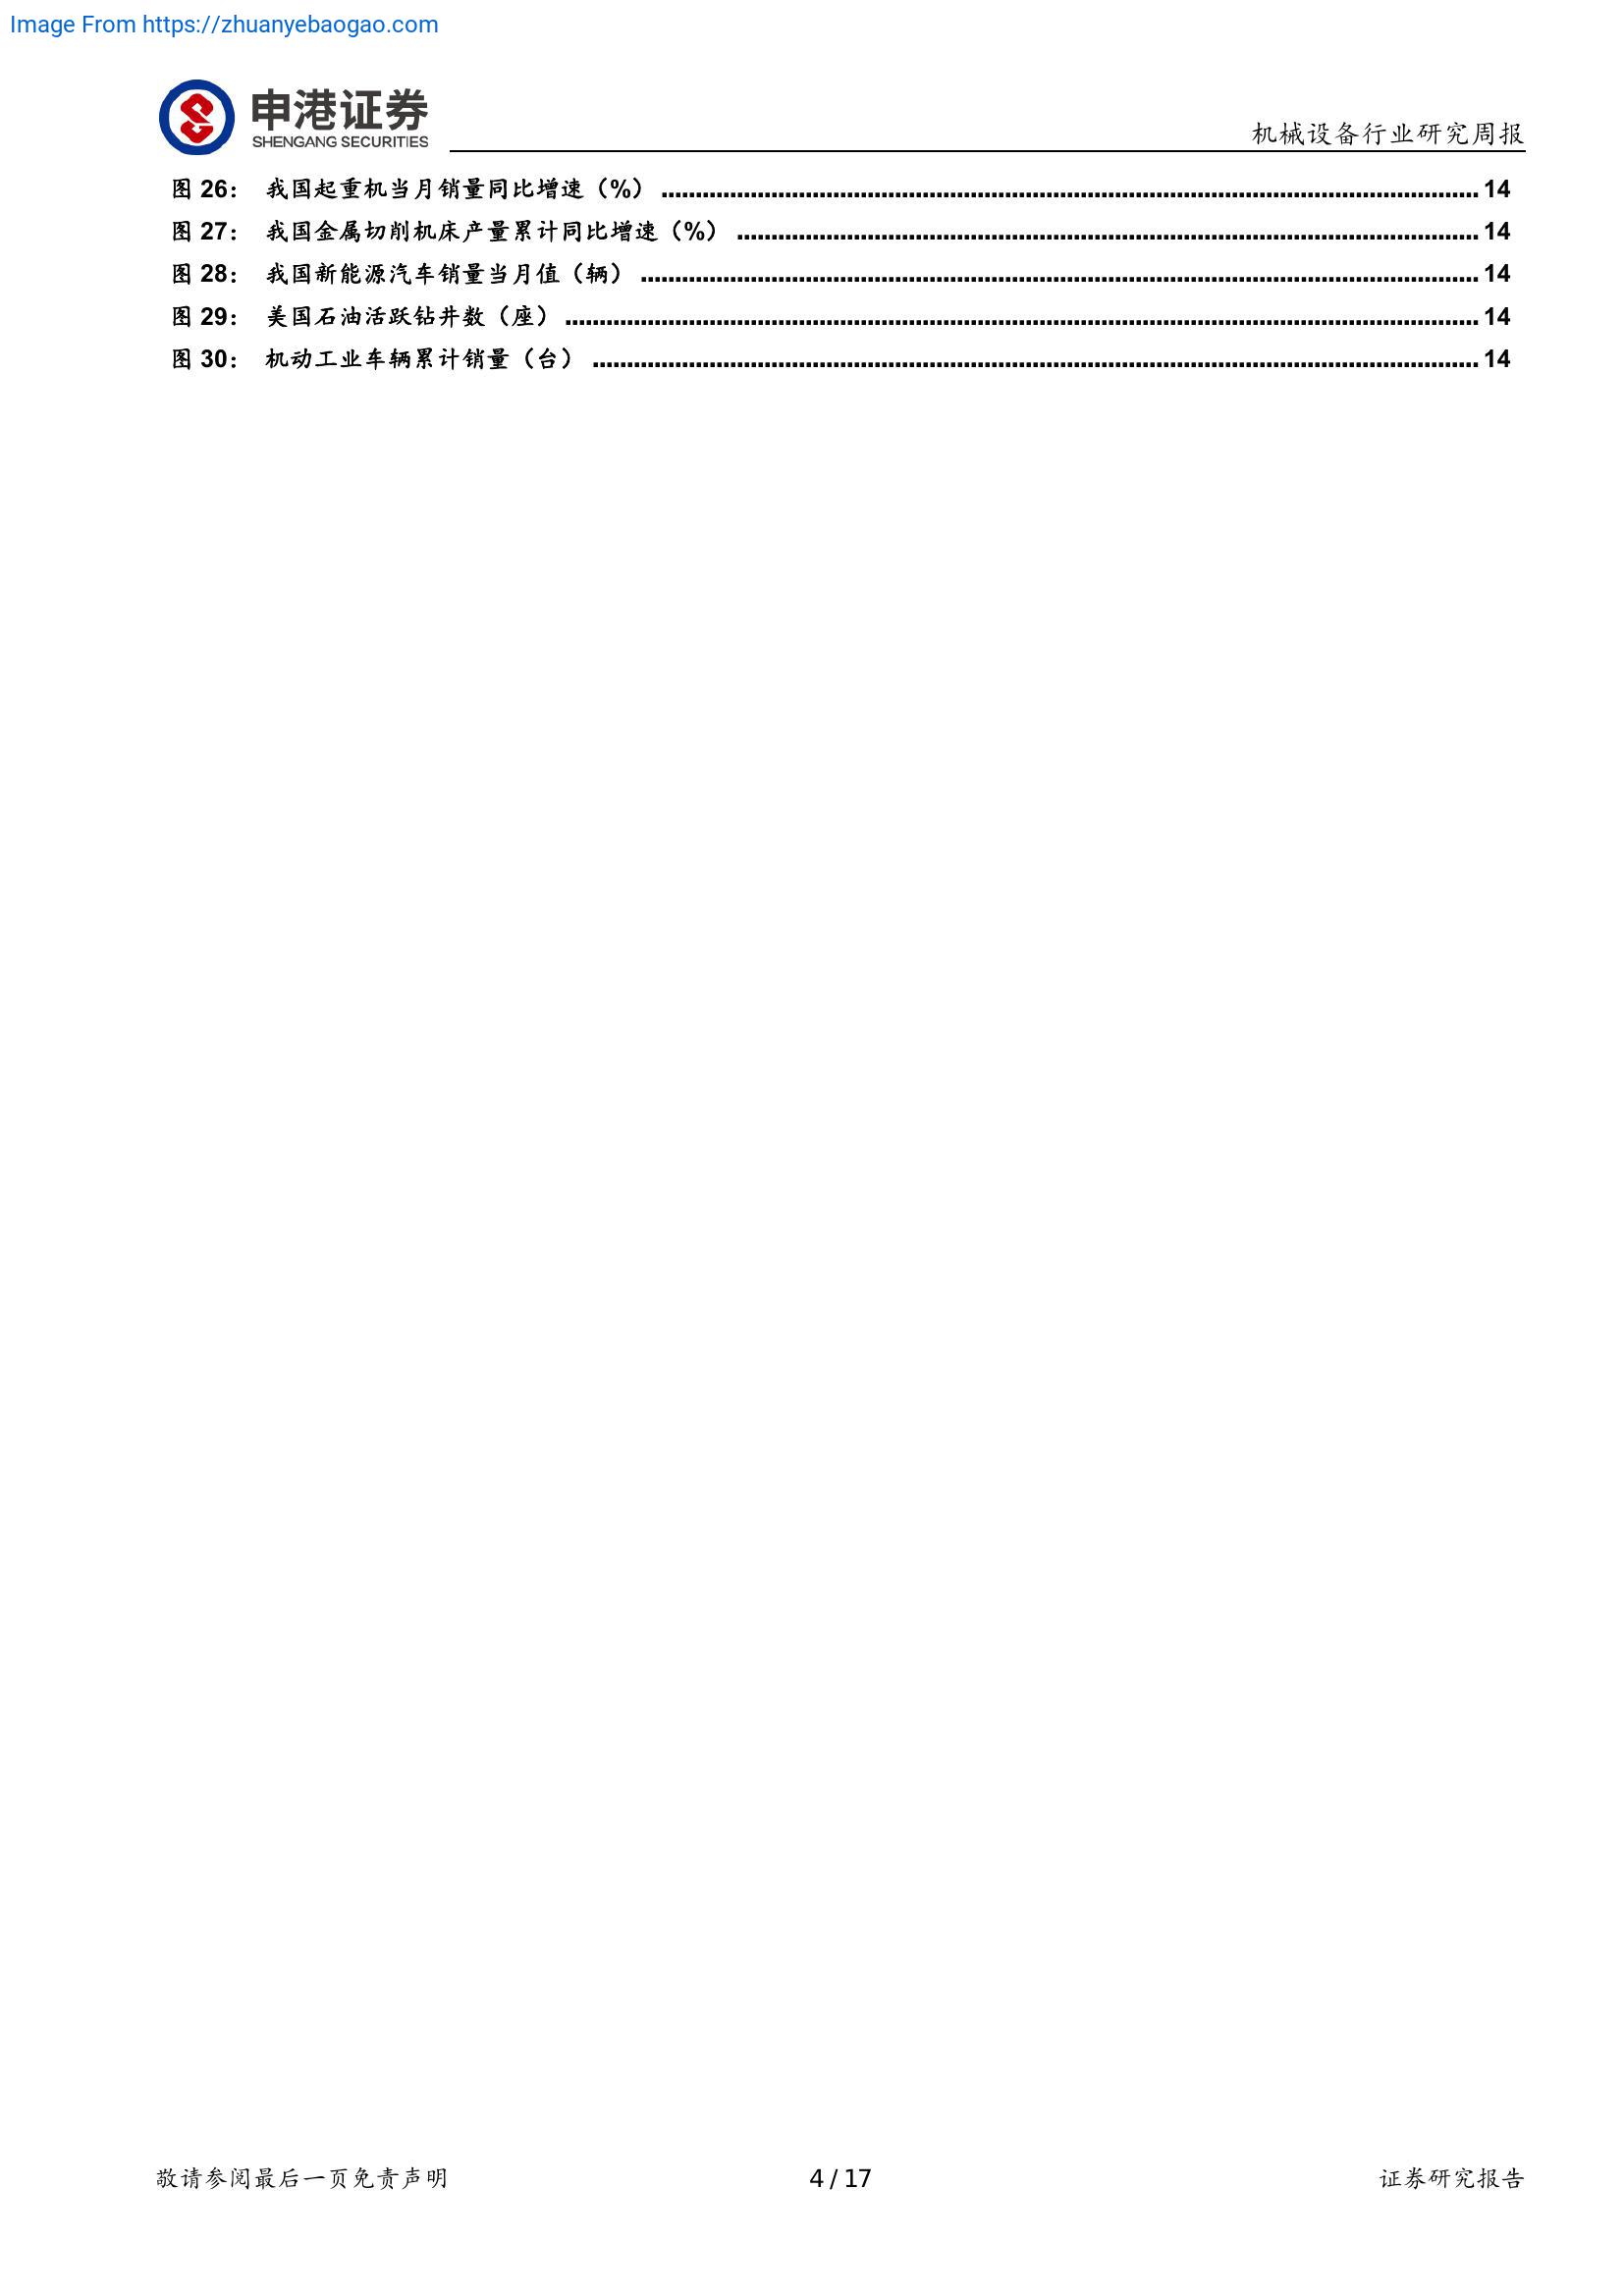 Image From https://zhuanyebaogao.com
申港证券
SHENGANG SECURITIES
机械设备行业研究周报
图 26： 我国起重机当月销量同比增速（%） 14
图 27： 我国金属切削机床产量累计同比增速（%） 14
图 28： 我国新能源汽车销量当月值（辆） 14
图 29： 美国石油活跃钻井数（座） 14
图 30： 机动工业车辆累计销量（台） 14
敬请参阅最后一页免责声明 4 / 17 证券研究报告